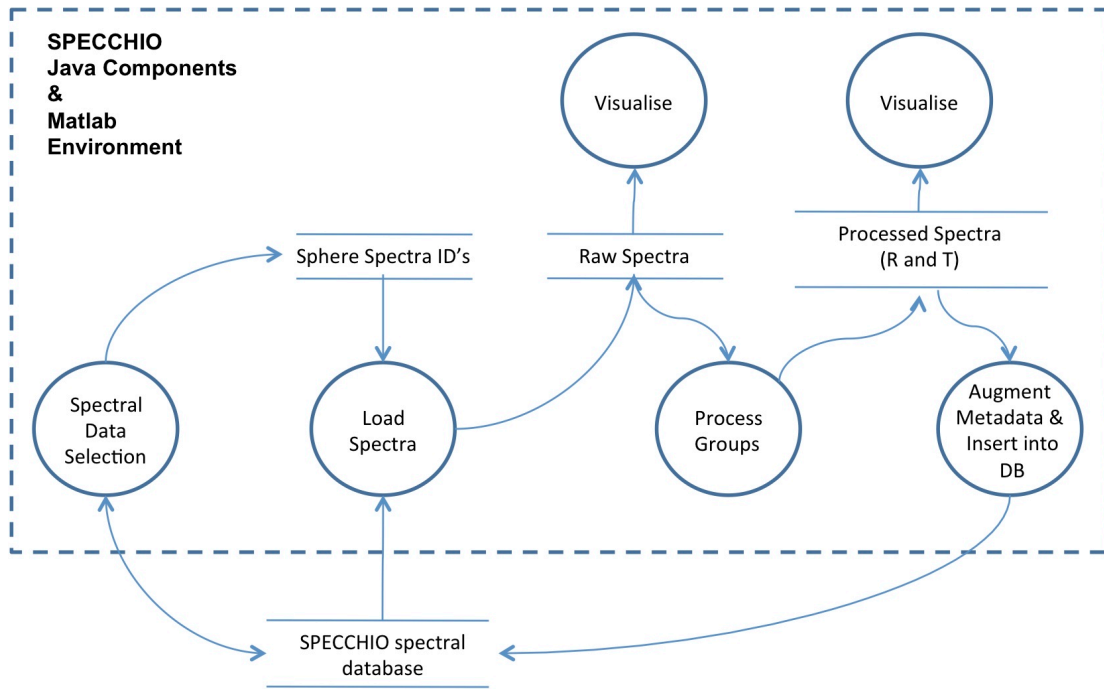 SPECCHIO
Java Components
&
Matlab
Environment
Visualise
Visualise
Sphere Spectra ID's
Raw Spectra
Processed Spectra
(R and T)
Spectral
Data
Selection
Load
Spectra
Process
Groups
Augment
Metadata &
Insert into
DB
SPECCHIO spectral
database